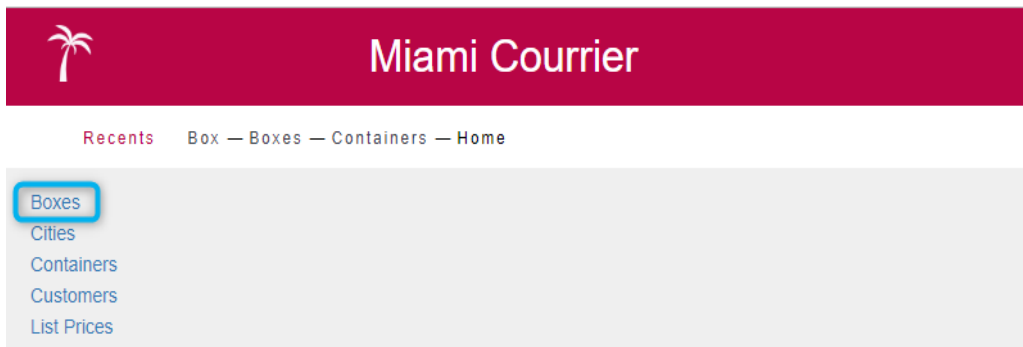 Miami Courrier
Recents Box — Boxes — Containers — Home
Boxes
Cities
Containers
Customers
List Prices